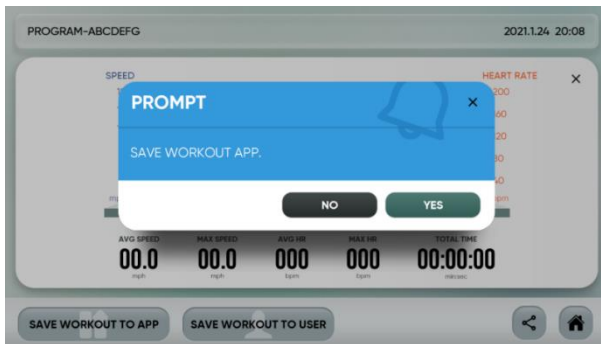 PROGRAM-ABCDEFG 2021.1.24 20:08
SPEED HEART RATE
200
PROMPT
SAVE WORKOUT APP.
NO YES
AVG SPEED MAX SPEED AVG HR MAX HR TOTAL TIME
00.0 00.0 000 000 00:00:00
mph mph bpm bpm
SAVE WORKOUT TO APP SAVE WORKOUT TO USER